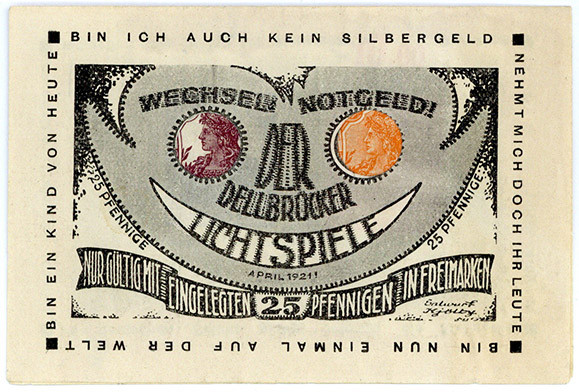 BIN ICH AUCH KEIN SILBERGELD
NEHMT MICH DOCH IHR LEUTE
BIN NUN EINMAL AUF DER WELT
BIN EIN KIND VON HEUTE
WECHSELN NOTGELD!
DER
DELLBRÜCKER
LICHTSPIELE
APRIL 1921!
25 PFENNIGE
25 PFENNIGE
NUR GÜLTIG MIT EINGELEGTEN 25 PFENNIGEN IN FREIMARKEN
Entwurf